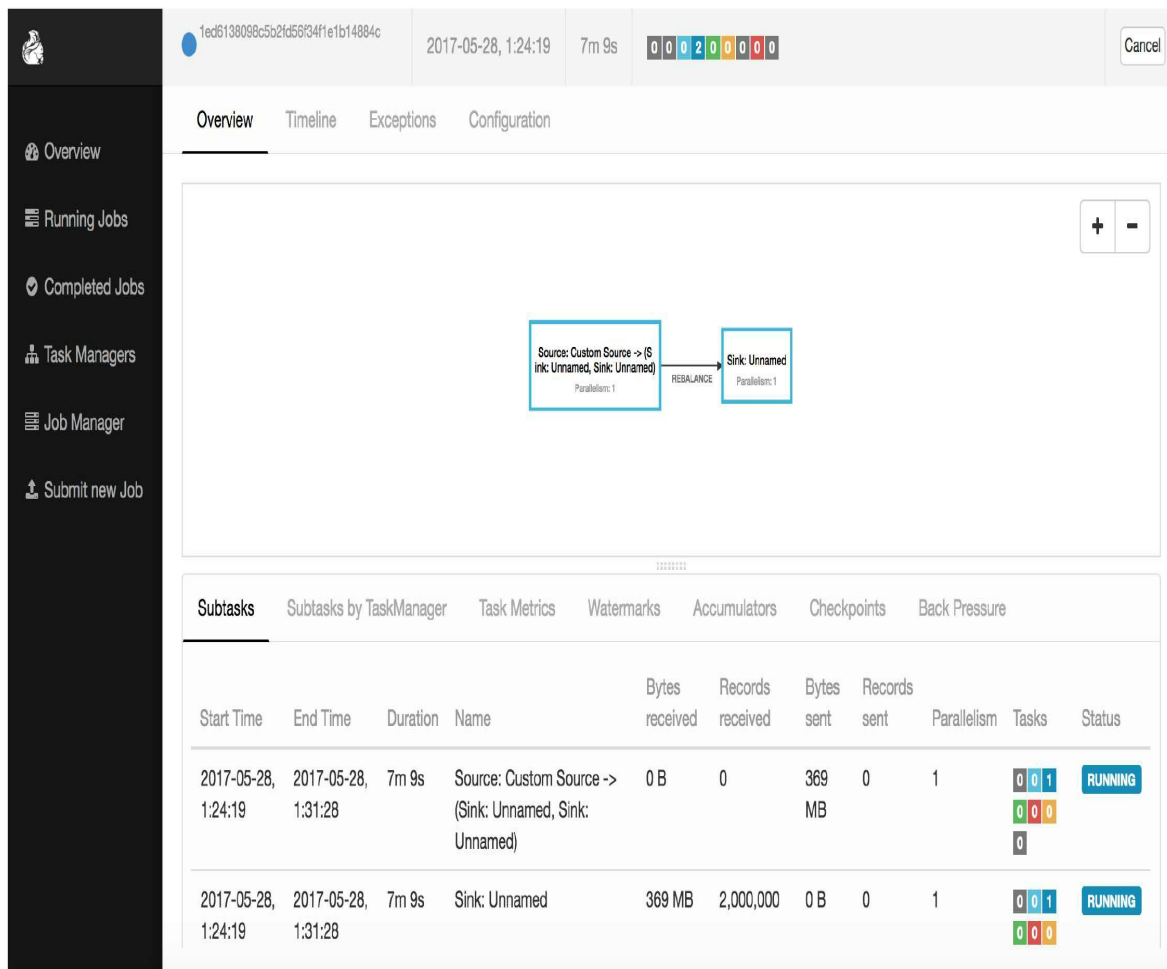 1ed6138098c5b2fd56f34f1e1b14884c
2017-05-28, 1:24:19
7m 9s
0 0 0 2 0 0 0 0 0
Cancel
Overview
Running Jobs
Completed Jobs
Task Managers
Job Manager
Submit new Job
Overview Timeline Exceptions Configuration
+ -
Source: Custom Source -> (S
ink: Unnamed, Sink: Unnamed)
Parallelism: 1
REBALANCE
Sink: Unnamed
Parallelism: 1
Subtasks Subtasks by TaskManager Task Metrics Watermarks Accumulators Checkpoints Back Pressure
Start Time End Time Duration Name Bytes received Records received Bytes sent Records sent Parallelism Tasks Status
2017-05-28, 2017-05-28, 7m 9s Source: Custom Source -> 0 B 0 369 0 1 0 0 1 RUNNING
1:24:19 1:31:28 (Sink: Unnamed, Sink: MB 0 0 0
Unnamed) 0
2017-05-28, 2017-05-28, 7m 9s Sink: Unnamed 369 MB 2,000,000 0 B 0 1 0 0 1 RUNNING
1:24:19 1:31:28 0 0 0